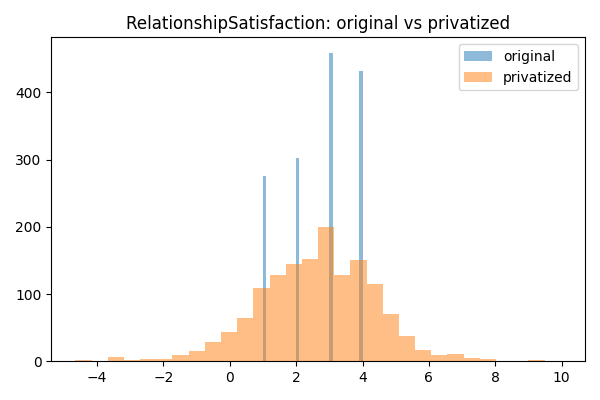 RelationshipSatisfaction: original vs privatized
original
privatized
400
300
200
100
0
−4 −2 0 2 4 6 8 10